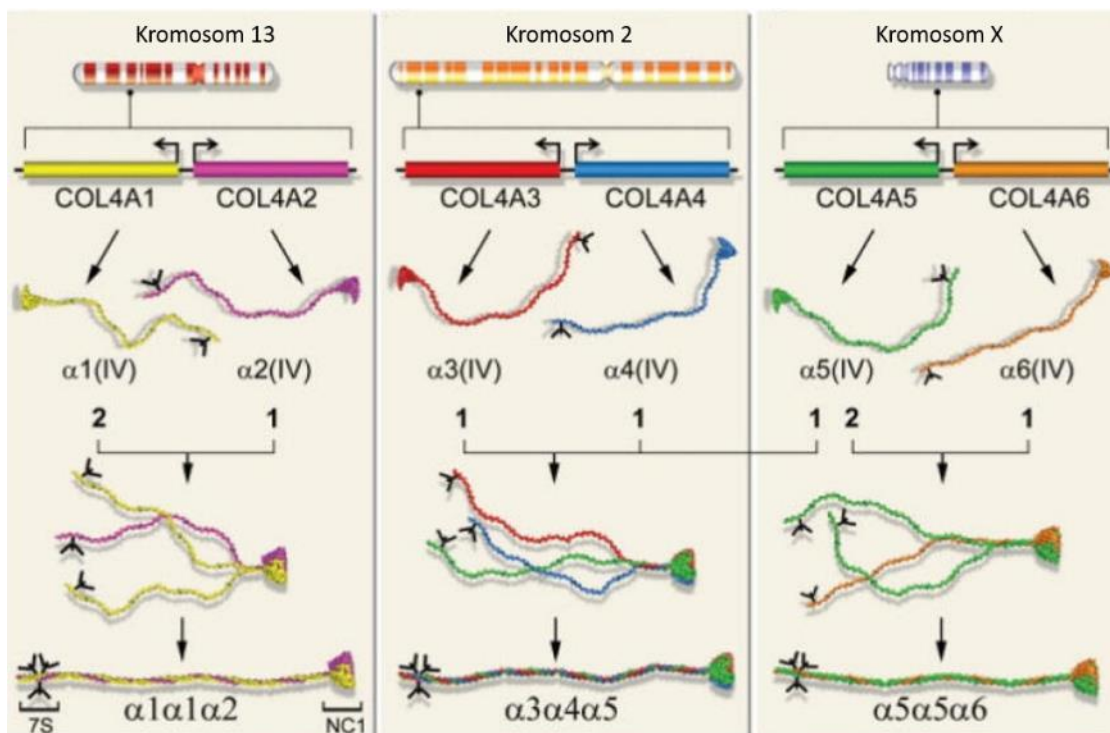 Kromosom 13
Kromosom 2
Kromosom X
COL4A1
COL4A2
COL4A3
COL4A4
COL4A5
COL4A6
α1(IV)
α2(IV)
α3(IV)
α4(IV)
α5(IV)
α6(IV)
2
1
1
1
1
2
1
α1α1α2
α3α4α5
α5α5α6
7S
NC1